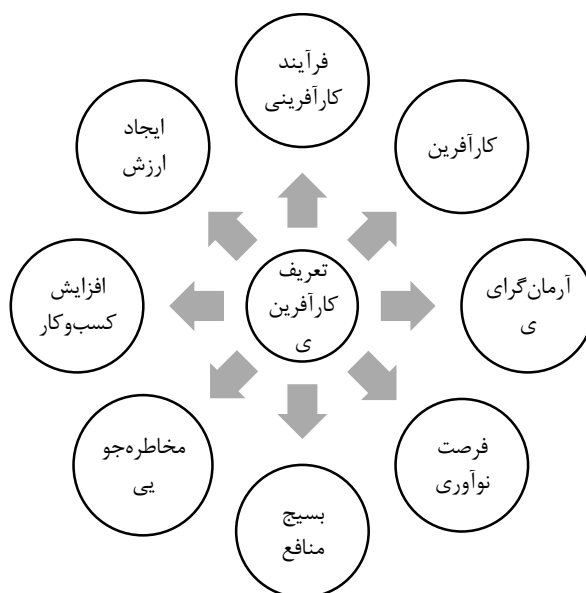 فرآیند
کارآفرینی
کارآفرین
ایجاد
ارزش
تعریف
کارآفرین
ی
آرمان‌گرای
ی
افزایش
کسب‌وکار
فرصت
نوآوری
مخاطره‌جو
یی
بسیج
منافع